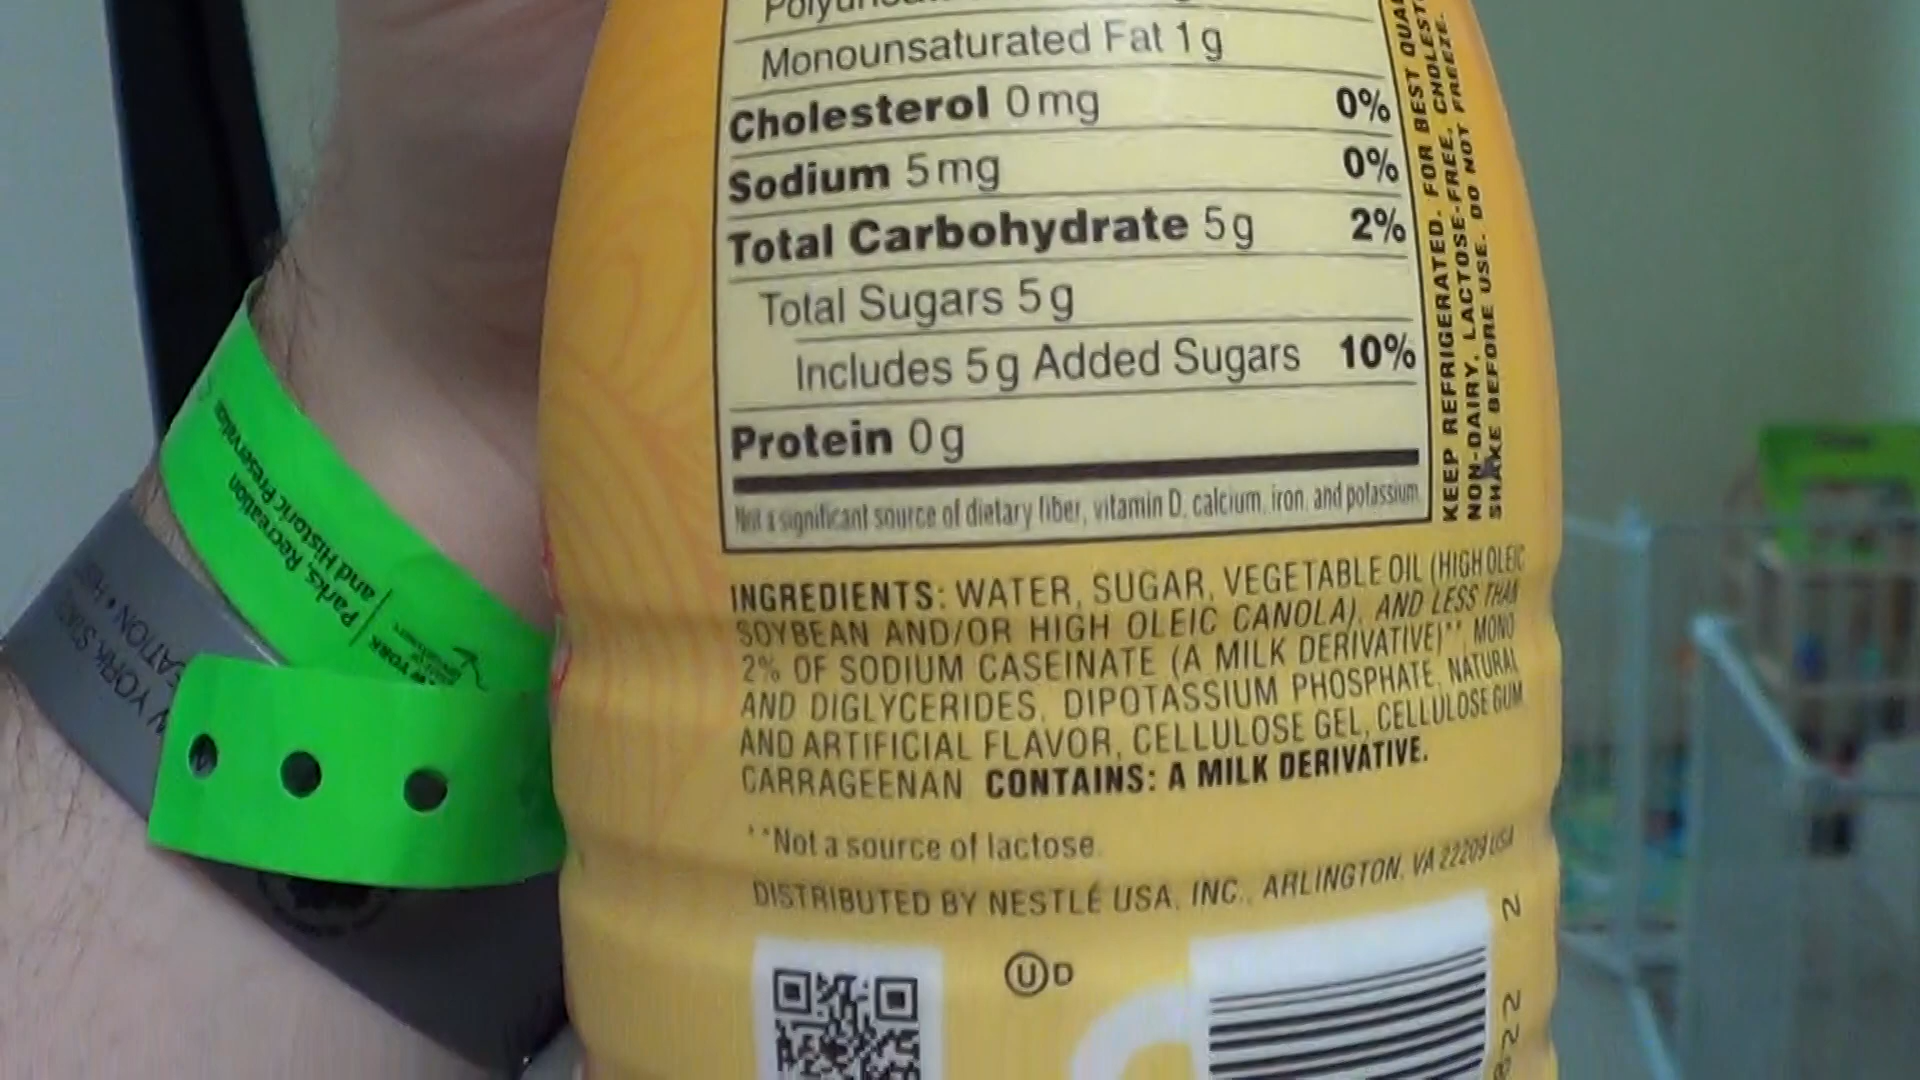 Monounsaturated Fat 1g
Cholesterol 0mg 0%
Sodium 5mg 0%
Total Carbohydrate 5g 2%
Total Sugars 5g
Includes 5g Added Sugars 10%
Protein 0g
Not a significant source of dietary fiber, vitamin D, calcium, iron, and potassium.
KEEP REFRIGERATED. FOR BEST
NON-DAIRY, LACTOSE-FREE,
SHAKE BEFORE USE. DO NOT FREEZE.
INGREDIENTS: WATER, SUGAR, VEGETABLE OIL (HIGH OLEIC
SOYBEAN AND/OR HIGH OLEIC CANOLA), AND LESS THAN
2% OF SODIUM CASEINATE (A MILK DERIVATIVE)**, MONO
AND DIGLYCERIDES, DIPOTASSIUM PHOSPHATE, NATURAL
AND ARTIFICIAL FLAVOR, CELLULOSE GEL, CELLULOSE GUM,
CARRAGEENAN CONTAINS: A MILK DERIVATIVE.
**Not a source of lactose.
DISTRIBUTED BY NESTLÉ USA, INC., ARLINGTON, VA 22209 USA
U D
Parks, Recreation
and Historic Preservation
YORK